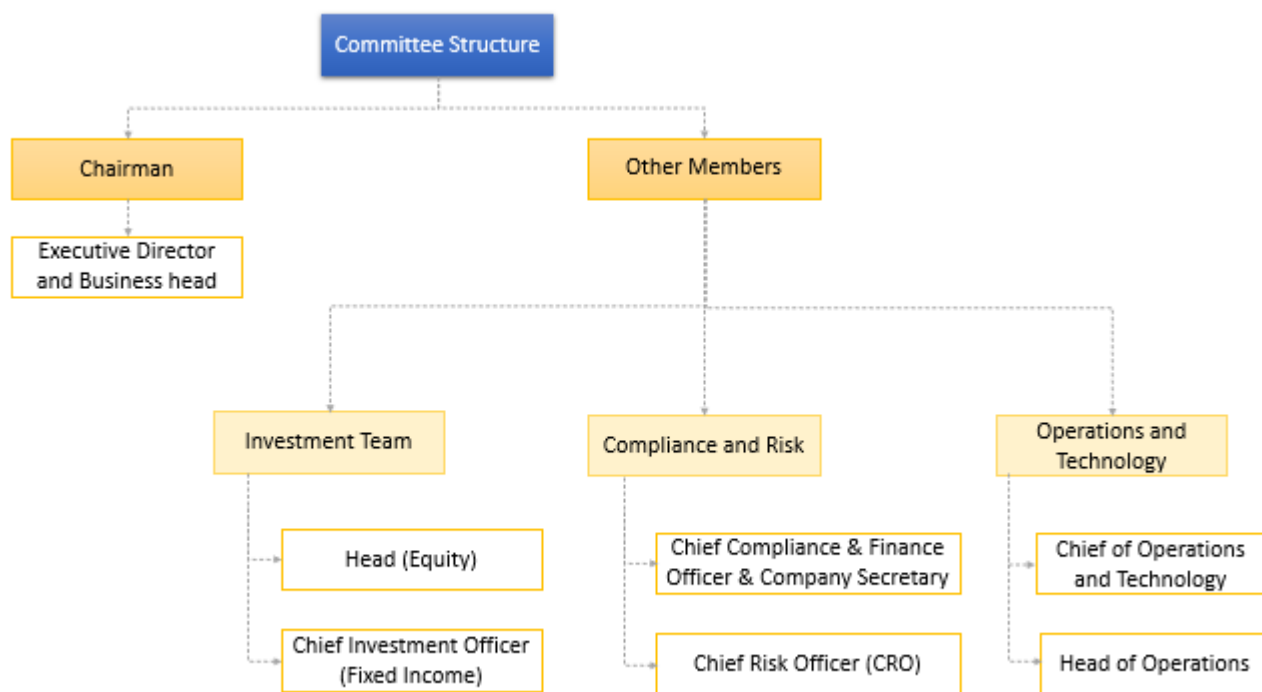 Committee Structure
Chairman
Other Members
Executive Director
and Business head
Investment Team
Compliance and Risk
Operations and
Technology
Head (Equity)
Chief Compliance & Finance
Officer & Company Secretary
Chief of Operations
and Technology
Chief Investment Officer
(Fixed Income)
Chief Risk Officer (CRO)
Head of Operations